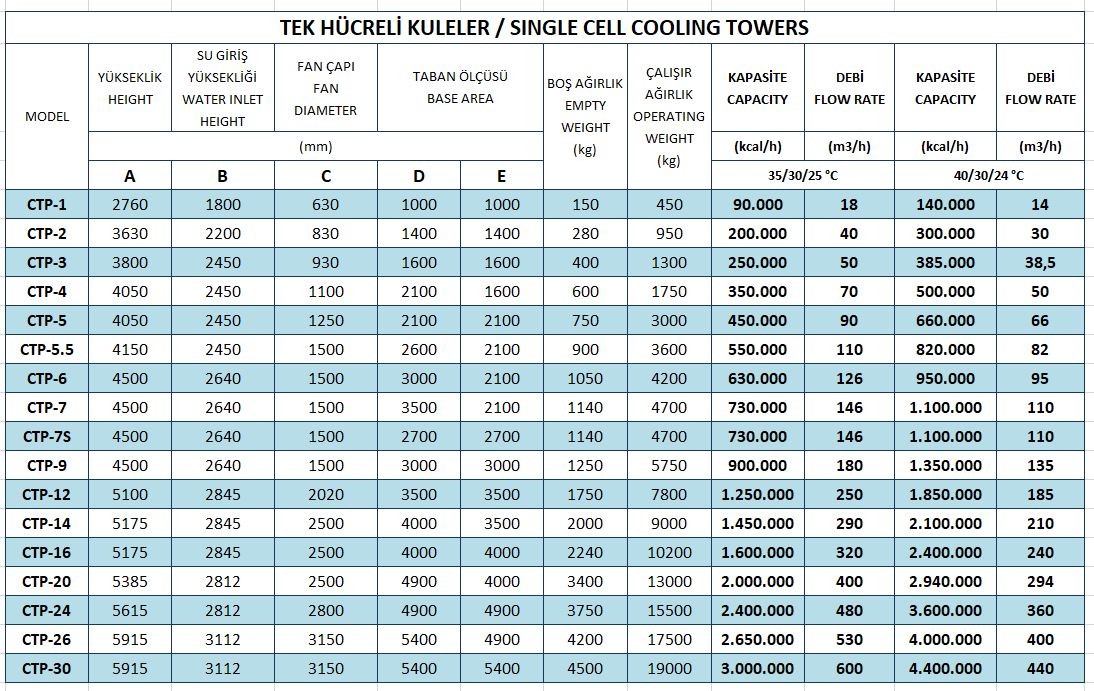 TEK HÜCRELİ KULELER / SINGLE CELL COOLING TOWERS
MODEL
YÜKSEKLİK
HEIGHT
SU GİRİŞ
YÜKSEKLİĞİ
WATER INLET
HEIGHT
FAN ÇAPI
FAN
DIAMETER
TABAN ÖLÇÜSÜ
BASE AREA
BOŞ AĞIRLIK
EMPTY
WEIGHT
(kg)
ÇALIŞIR
AĞIRLIK
OPERATING
WEIGHT
(kg)
KAPASİTE
CAPACITY
DEBİ
FLOW RATE
KAPASİTE
CAPACITY
DEBİ
FLOW RATE
(mm)
(kcal/h) (m3/h) (kcal/h) (m3/h)
A B C D E
35/30/25 °C 40/30/24 °C
CTP-1 2760 1800 630 1000 1000 150 450 90.000 18 140.000 14
CTP-2 3630 2200 830 1400 1400 280 950 200.000 40 300.000 30
CTP-3 3800 2450 930 1600 1600 400 1300 250.000 50 385.000 38,5
CTP-4 4050 2450 1100 2100 1600 600 1750 350.000 70 500.000 50
CTP-5 4050 2450 1250 2100 2100 750 3000 450.000 90 660.000 66
CTP-5.5 4150 2450 1500 2600 2100 900 3600 550.000 110 820.000 82
CTP-6 4500 2640 1500 3000 2100 1050 4200 630.000 126 950.000 95
CTP-7 4500 2640 1500 3500 2100 1140 4700 730.000 146 1.100.000 110
CTP-7S 4500 2640 1500 2700 2700 1140 4700 730.000 146 1.100.000 110
CTP-9 4500 2640 1500 3000 3000 1250 5750 900.000 180 1.350.000 135
CTP-12 5100 2845 2020 3500 3500 1750 7800 1.250.000 250 1.850.000 185
CTP-14 5175 2845 2500 4000 3500 2000 9000 1.450.000 290 2.100.000 210
CTP-16 5175 2845 2500 4000 4000 2240 10200 1.600.000 320 2.400.000 240
CTP-20 5385 2812 2500 4900 4000 3400 13000 2.000.000 400 2.940.000 294
CTP-24 5615 2812 2800 4900 4900 3750 15500 2.400.000 480 3.600.000 360
CTP-26 5915 3112 3150 5400 4900 4200 17500 2.650.000 530 4.000.000 400
CTP-30 5915 3112 3150 5400 5400 4500 19000 3.000.000 600 4.400.000 440